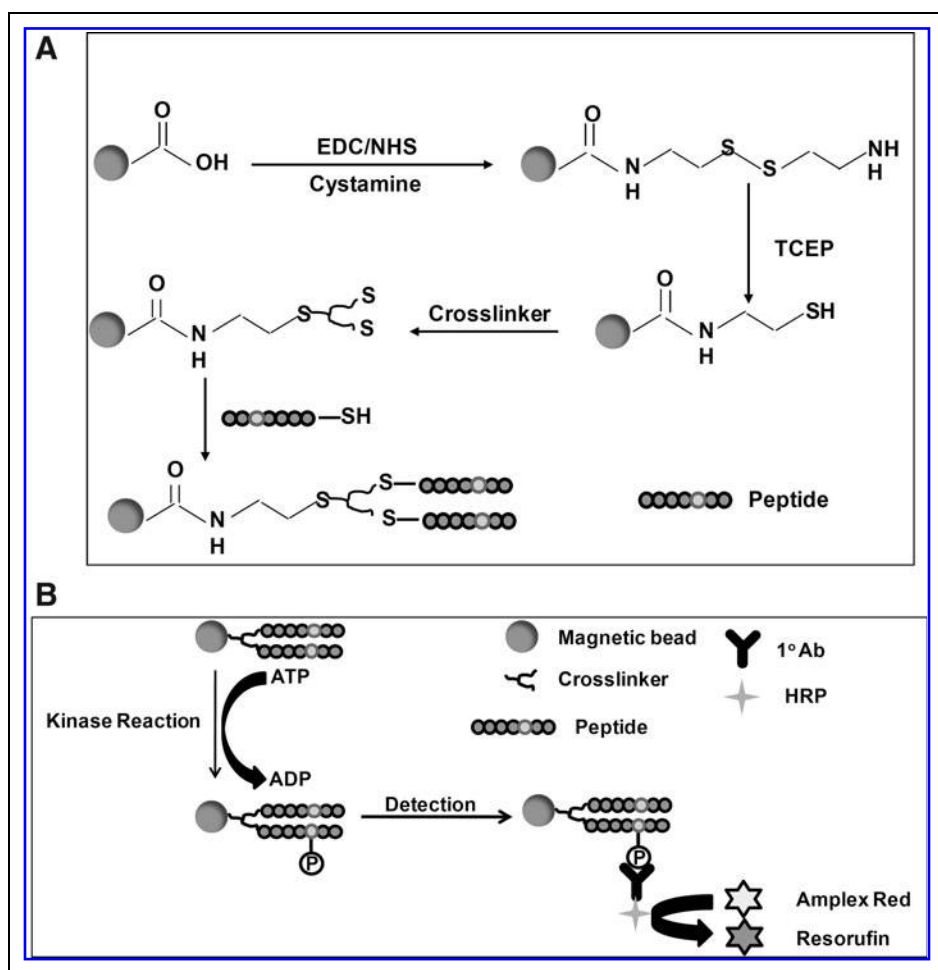 A
O
OH
EDC/NHS
Cystamine
O
N
H
S
S
NH
H
TCEP
O
N
H
S
S
S
Crosslinker
O
N
H
SH
SH
O
N
H
S
S
S
Peptide
B
ATP
Kinase Reaction
ADP
P
Magnetic bead
Crosslinker
Peptide
1° Ab
HRP
Detection
P
Amplex Red
Resorufin